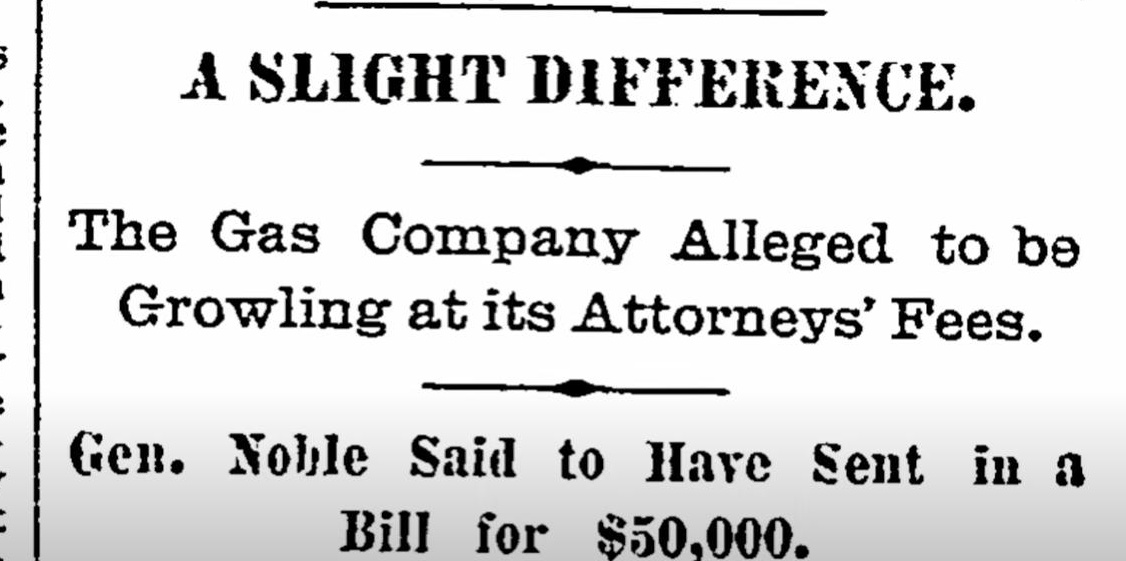 A SLIGHT DIFFERENCE.
The Gas Company Alleged to be
Growling at its Attorneys' Fees.
Gen. Noble Said to Have Sent in a
Bill for $50,000.